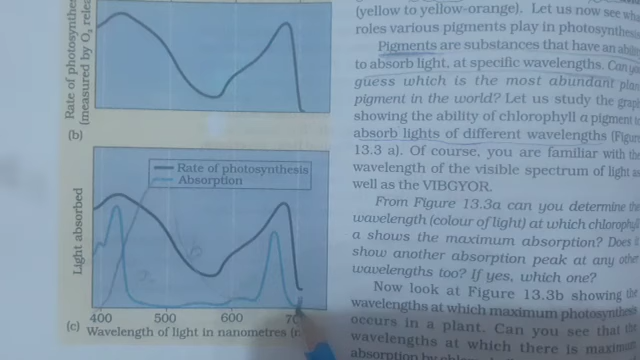 Rate of photosynthesis
(measured by O₂ relea
(b)
Rate of photosynthesis
Absorption
Light absorbed
400 500 600 70
(c) Wavelength of light in nanometres (n
(yellow to yellow-orange). Let us now see wha
roles various pigments play in photosynthesis
Pigments are substances that have an abil
to absorb light, at specific wavelengths. Can you
guess which is the most abundant plan
pigment in the world? Let us study the grap
showing the ability of chlorophyll a pigment to
absorb lights of different wavelengths (Figure
13.3 a). Of course, you are familiar with the
wavelength of the visible spectrum of light as
well as the VIBGYOR.
From Figure 13.3a can you determine the
wavelength (colour of light) at which chlorophyll
a shows the maximum absorption? Does it
show another absorption peak at any other
wavelengths too? If yes, which one?
Now look at Figure 13.3b showing the
wavelengths at which maximum photosynthesis
occurs in a plant. Can you see that the
wavelengths at which there is maximum
absorption by